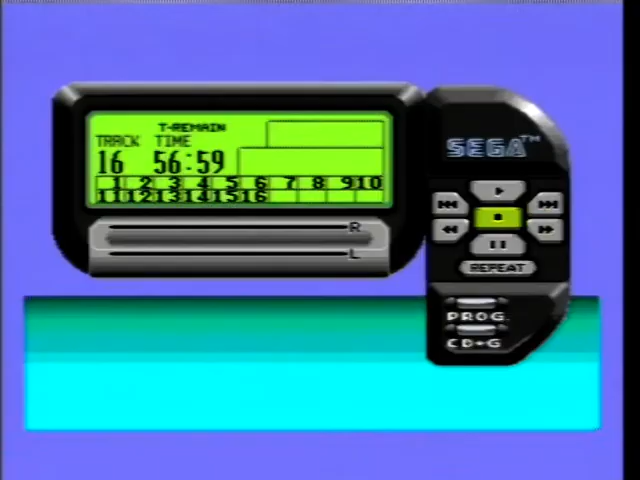 T-REMAIN
TRACK TIME
16 56:59
1 2 3 4 5 6 7 8 9 10
11 12 13 14 15 16
R
L
SEGA™
REPEAT
PROG.
CD+G